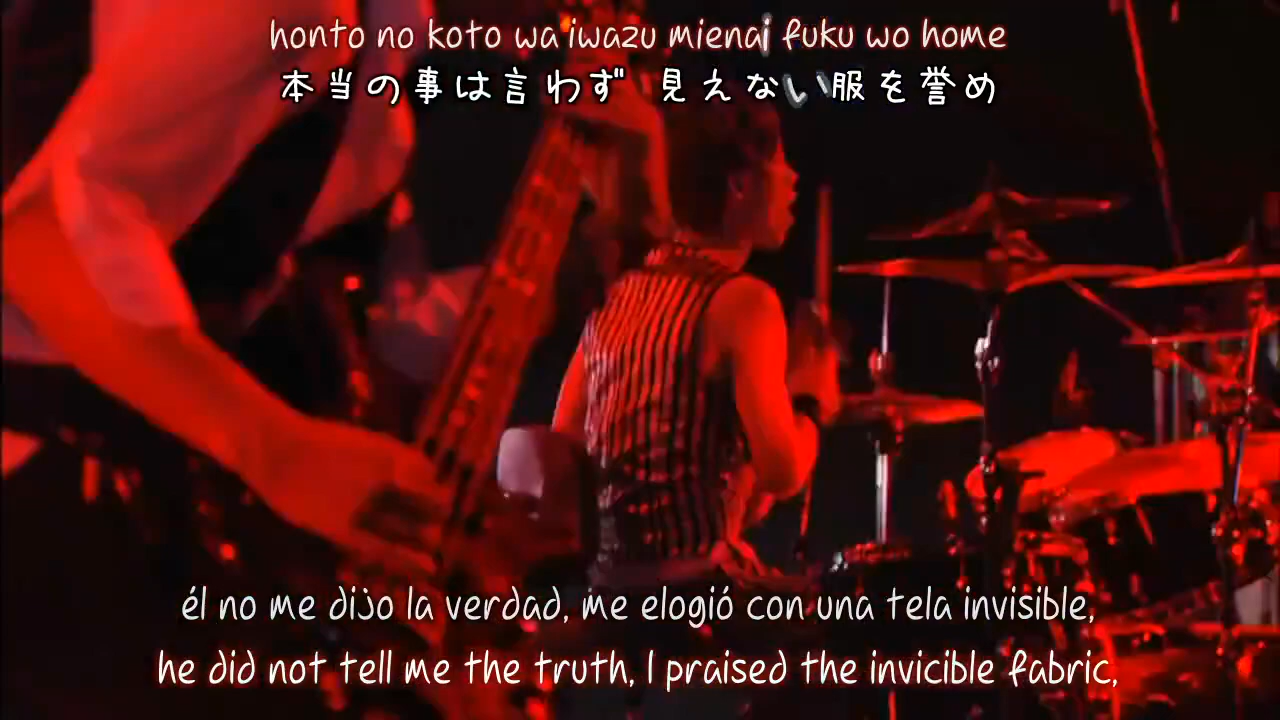 honto no koto wa iwazu mienai fuku wo home
本当の事は言わず 見えない服を誉め
él no me dijo la verdad, me elogió con una tela invisible,
he did not tell me the truth, I praised the invicible fabric,